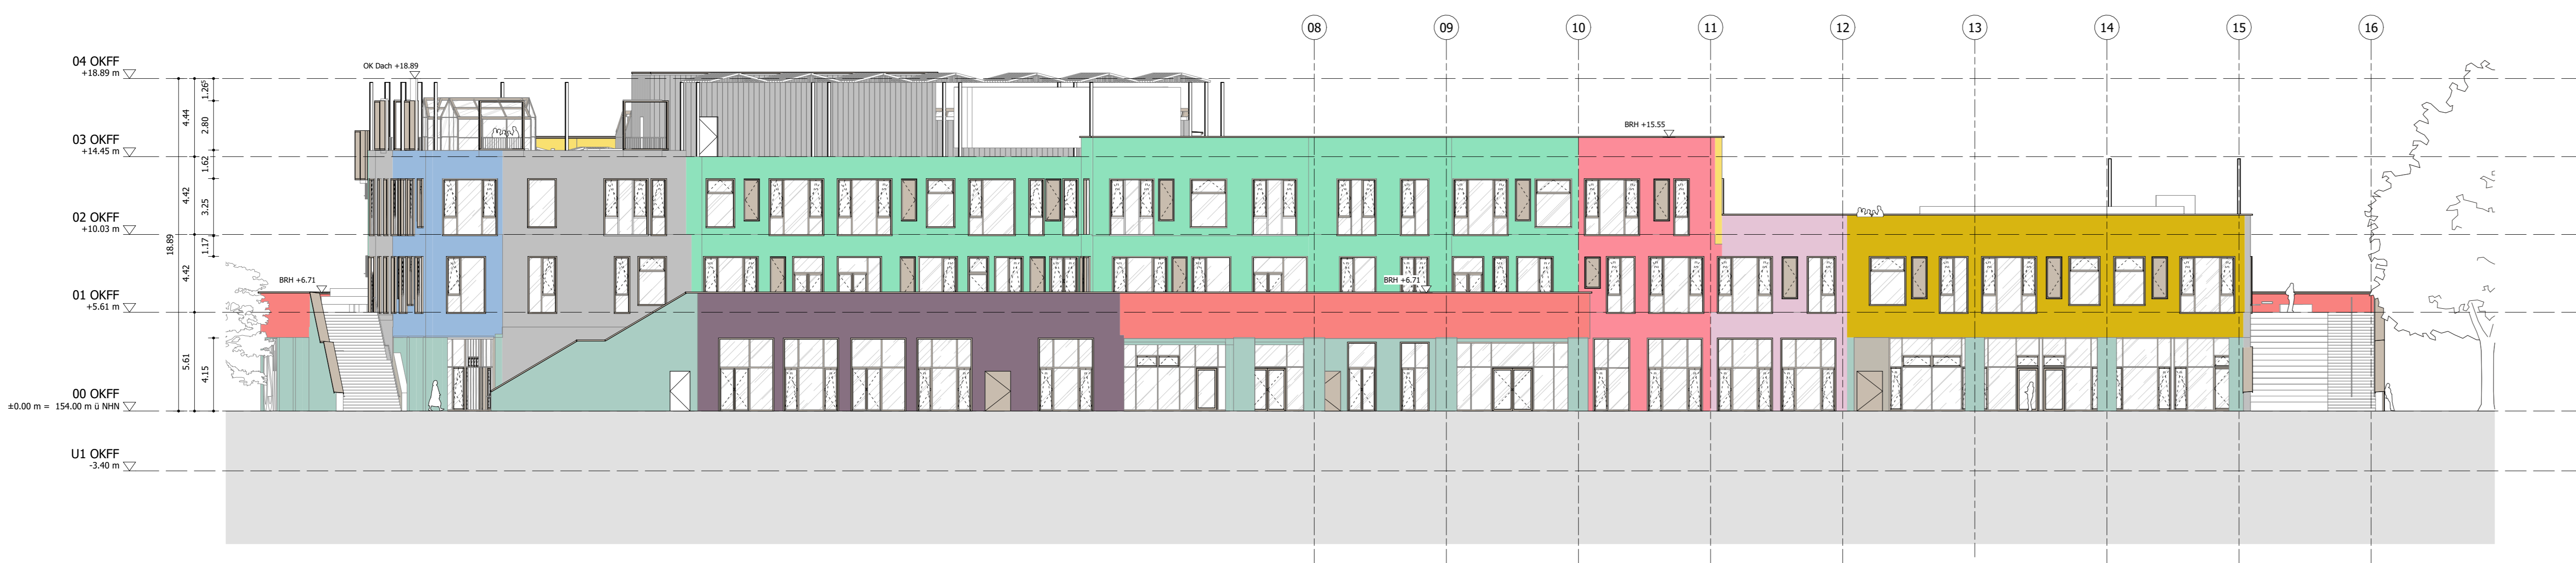 08
09
10
11
12
13
14
15
16
04 OKFF
+18.89 m
OK Dach +18.89
1.26⁵
4.44
2.80
BRH +15.55
03 OKFF
+14.45 m
1.62
4.42
3.25
02 OKFF
+10.03 m
18.89
1.17
4.42
BRH +6.71
BRH +6.71
01 OKFF
+5.61 m
5.61
4.15
00 OKFF
±0.00 m = 154.00 m ü NHN
U1 OKFF
-3.40 m